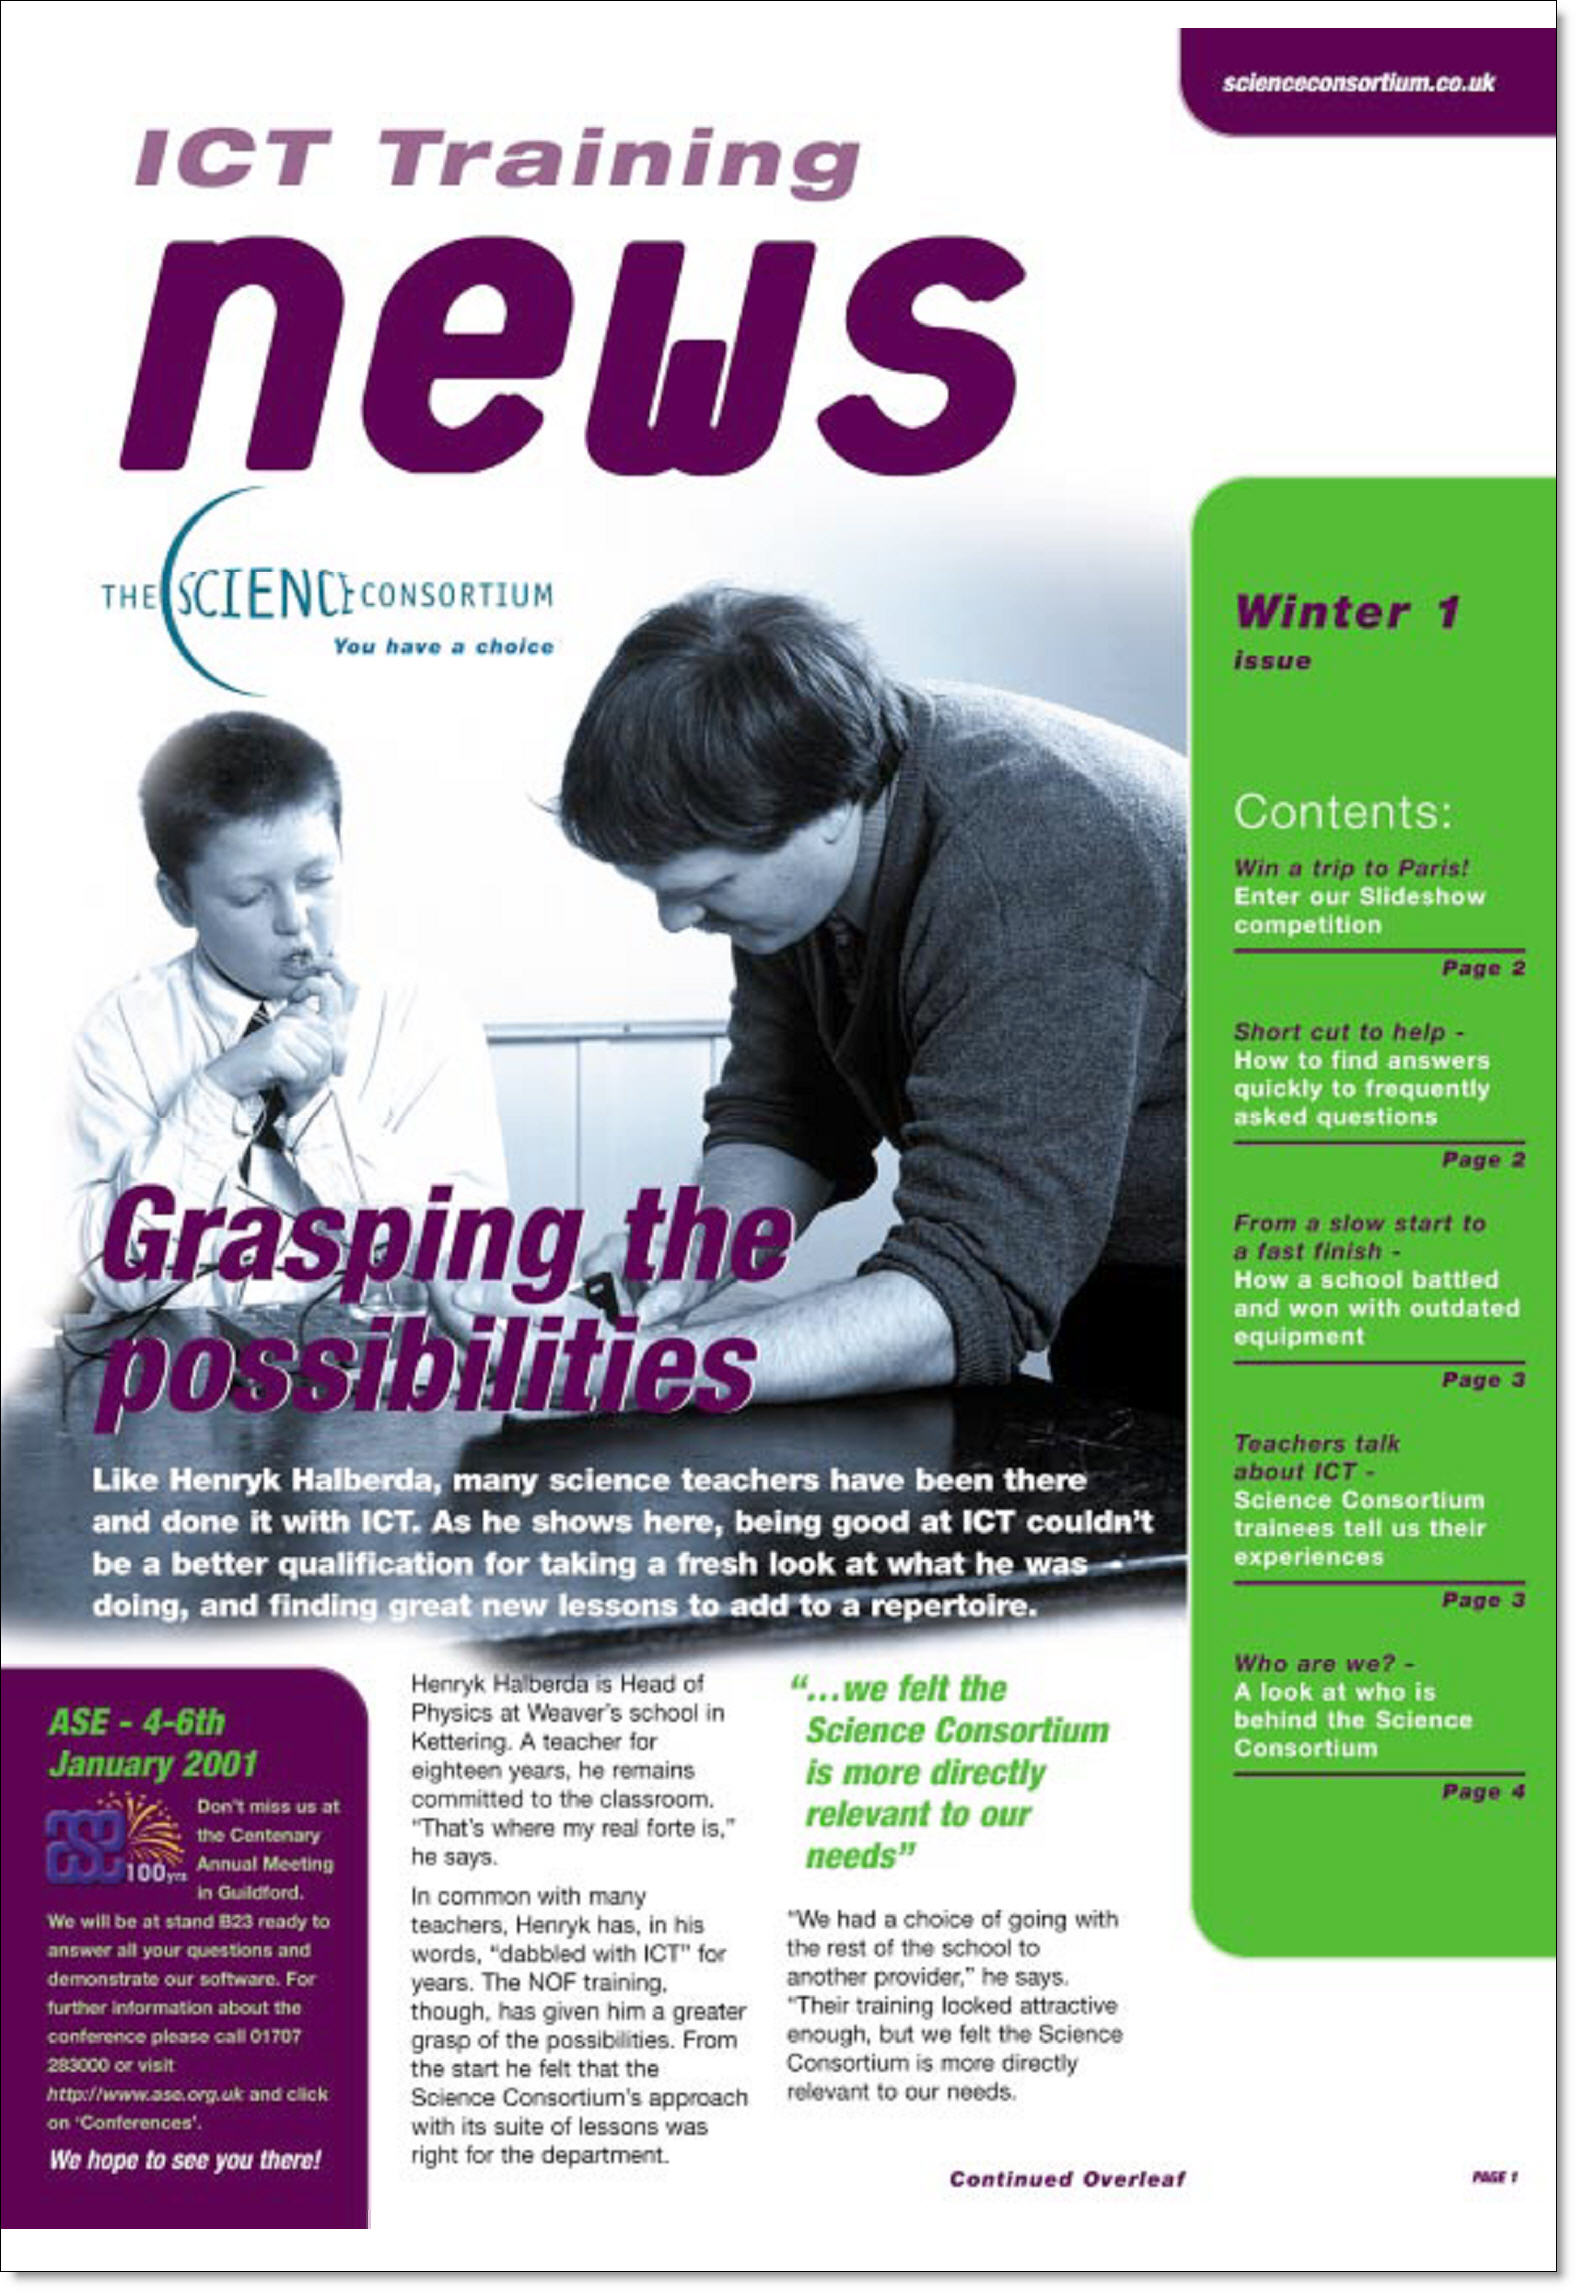 scienceconsortium.co.uk
ICT Training
news
THE SCIENCE CONSORTIUM
You have a choice
Winter 1
issue
Contents:
Win a trip to Paris!
Enter our Slideshow
competition
Page 2
Short cut to help -
How to find answers
quickly to frequently
asked questions
Page 2
From a slow start to
a fast finish -
How a school battled
and won with outdated
equipment
Page 3
Teachers talk
about ICT -
Science Consortium
trainees tell us their
experiences
Page 3
Who are we? -
A look at who is
behind the Science
Consortium
Page 4
Grasping the
possibilities
Like Henryk Halberda, many science teachers have been there
and done it with ICT. As he shows here, being good at ICT couldn't
be a better qualification for taking a fresh look at what he was
doing, and finding great new lessons to add to a repertoire.
ASE - 4-6th
January 2001
ase
100yrs
Don't miss us at
the Centenary
Annual Meeting
in Guildford.
We will be at stand B23 ready to
answer all your questions and
demonstrate our software. For
further information about the
conference please call 01707
283000 or visit
http://www.ase.org.uk and click
on 'Conferences'.
We hope to see you there!
Henryk Halberda is Head of
Physics at Weaver's school in
Kettering. A teacher for
eighteen years, he remains
committed to the classroom.
"That's where my real forte is,"
he says.
In common with many
teachers, Henryk has, in his
words, "dabbled with ICT" for
years. The NOF training,
though, has given him a greater
grasp of the possibilities. From
the start he felt that the
Science Consortium's approach
with its suite of lessons was
right for the department.
"...we felt the
Science Consortium
is more directly
relevant to our
needs"
"We had a choice of going with
the rest of the school to
another provider," he says.
"Their training looked attractive
enough, but we felt the Science
Consortium is more directly
relevant to our needs.
Continued Overleaf
PAGE 1